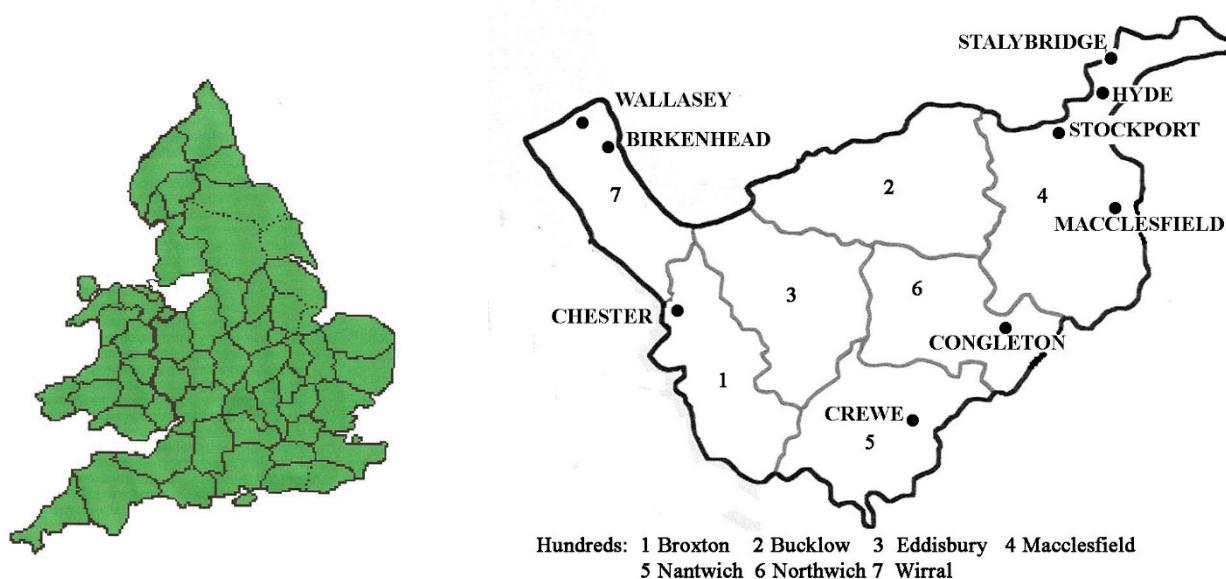 STALYBRIDGE
HYDE
WALLASEY
STOCKPORT
BIRKENHEAD
2
7
4
MACCLESFIELD
3
6
CHESTER
CONGLETON
1
CREWE
5
Hundreds: 1 Broxton 2 Bucklow 3 Eddisbury 4 Macclesfield
5 Nantwich 6 Northwich 7 Wirral